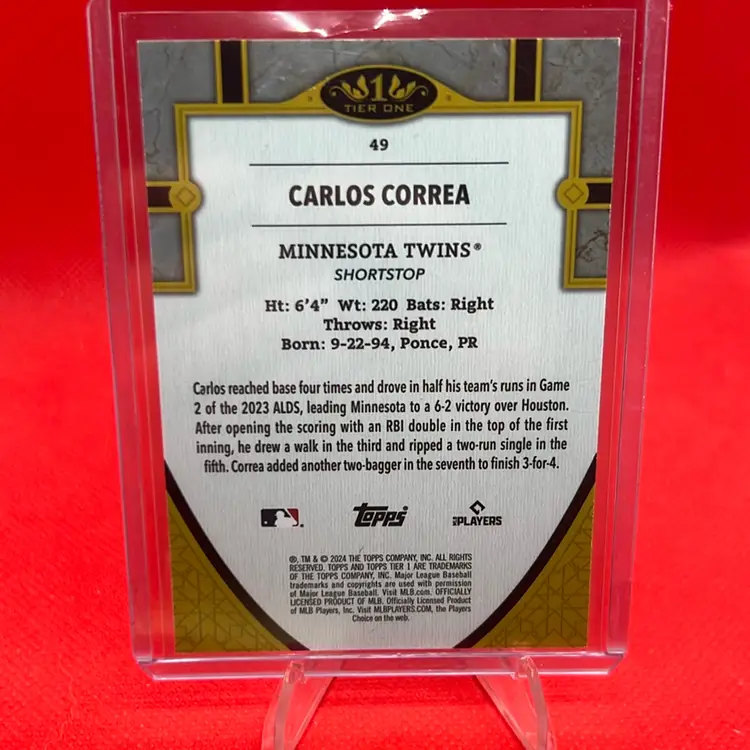 1
TIER ONE
49
CARLOS CORREA
MINNESOTA TWINS®
SHORTSTOP
Ht: 6'4" Wt: 220 Bats: Right
Throws: Right
Born: 9-22-94, Ponce, PR
Carlos reached base four times and drove in half his team's runs in Game
2 of the 2023 ALDS, leading Minnesota to a 6-2 victory over Houston.
After opening the scoring with an RBI double in the top of the first
inning, he drew a walk in the third and ripped a two-run single in the
fifth. Correa added another two-bagger in the seventh to finish 3-for-4.
Topps
MLB PLAYERS
®, TM & © 2024 THE TOPPS COMPANY, INC. ALL RIGHTS
RESERVED. TOPPS AND TOPPS TIER 1 ARE TRADEMARKS
OF THE TOPPS COMPANY, INC. Major League Baseball
trademarks and copyrights are used with permission
of Major League Baseball. Visit MLB.com. OFFICIALLY
LICENSED PRODUCT OF MLB. Officially Licensed Product
of MLB Players, Inc. Visit MLBPLAYERS.COM, the Players
Choice on the web.